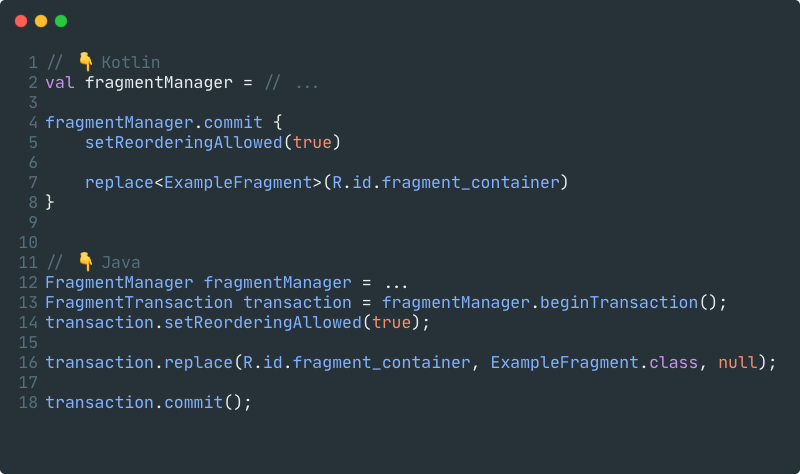 1 // 👇 Kotlin
2 val fragmentManager = // ...
3
4 fragmentManager.commit {
5     setReorderingAllowed(true)
6
7     replace<ExampleFragment>(R.id.fragment_container)
8 }
9
10
11 // 👇 Java
12 FragmentManager fragmentManager = ...
13 FragmentTransaction transaction = fragmentManager.beginTransaction();
14 transaction.setReorderingAllowed(true);
15
16 transaction.replace(R.id.fragment_container, ExampleFragment.class, null);
17
18 transaction.commit();